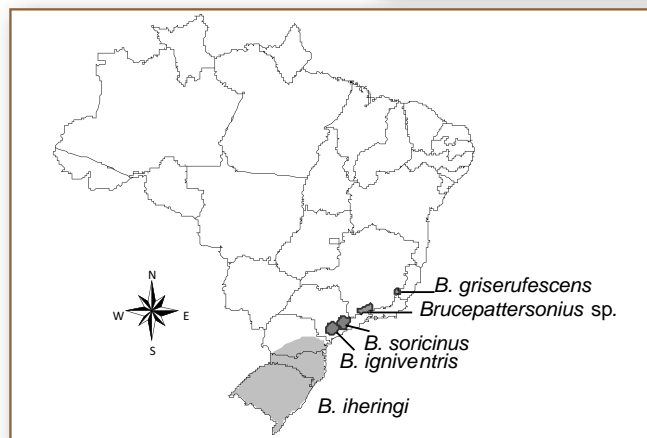 B. griserufescens
Brucepattersonius sp.
B. soricinus
B. igniventris
B. iheringi
N
W E
S